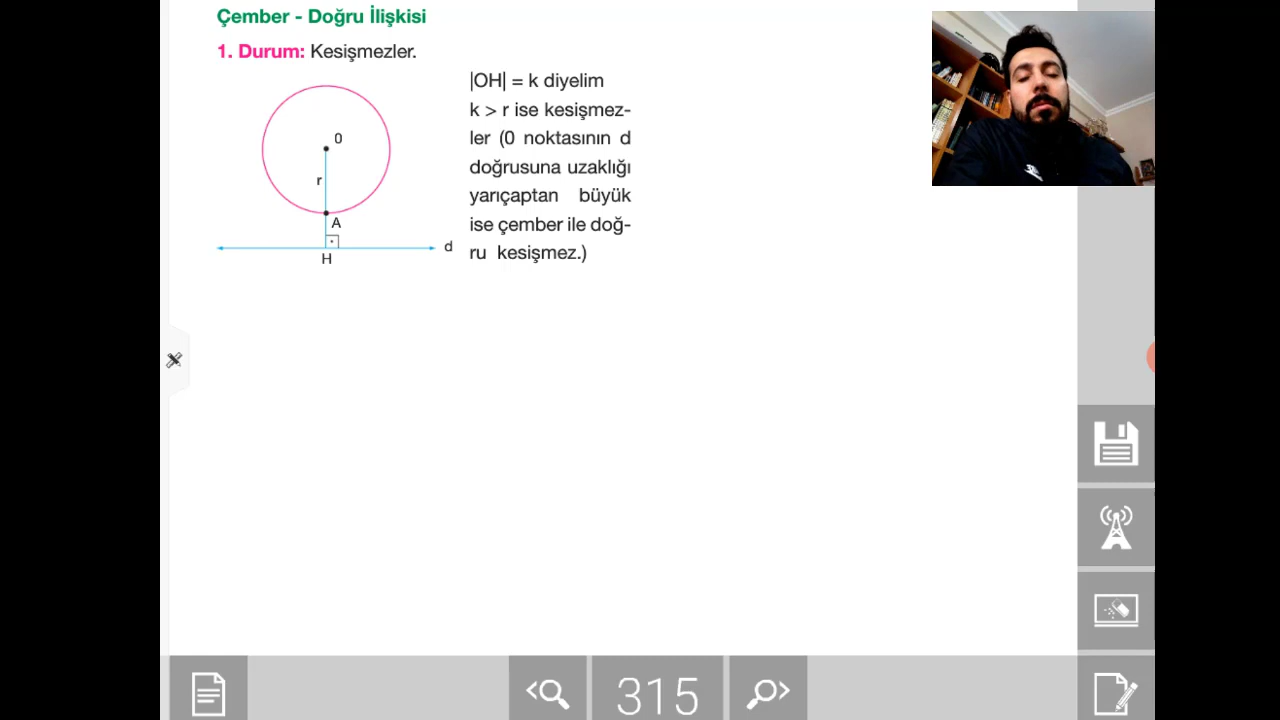 Çember - Doğru İlişkisi
1. Durum: Kesişmezler.
|OH| = k diyelim
k > r ise kesişmez-
ler (0 noktasının d
doğrusuna uzaklığı
yarıçaptan büyük
ise çember ile doğ-
ru kesişmez.)
0
r
A
d
H
315